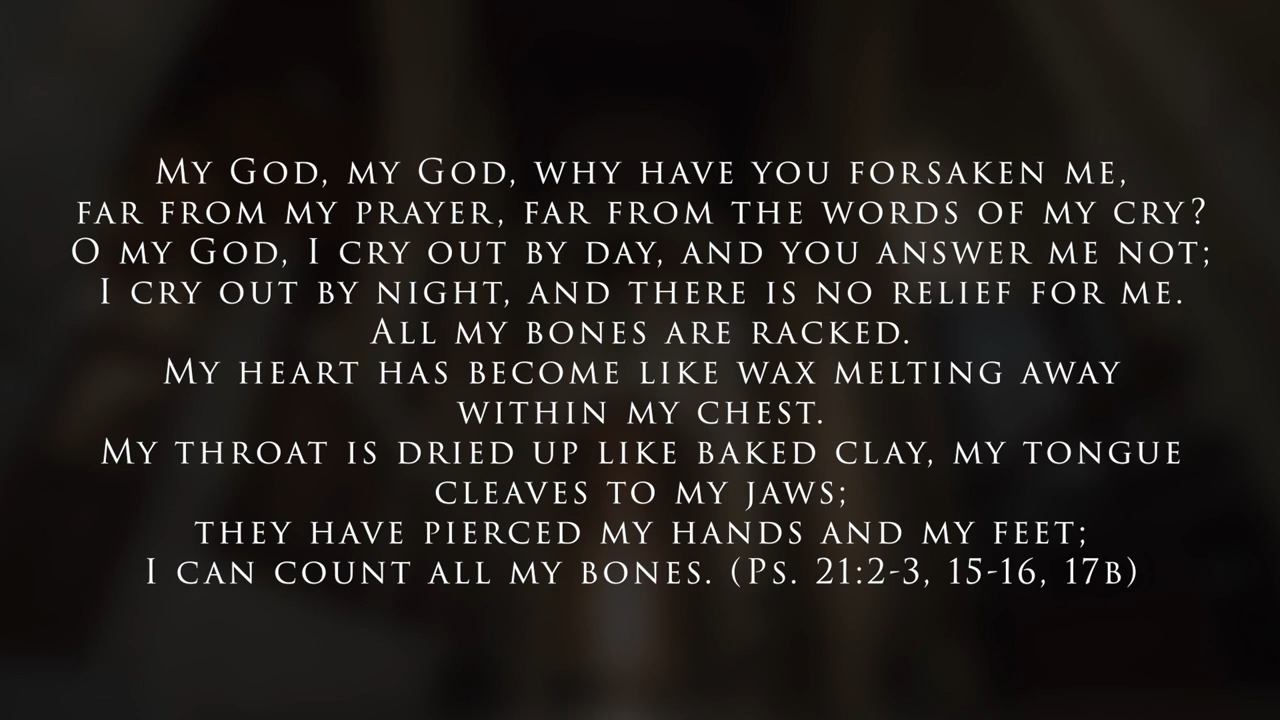 My God, my God, why have you forsaken me,
far from my prayer, far from the words of my cry?
O my God, I cry out by day, and you answer me not;
I cry out by night, and there is no relief for me.
All my bones are racked.
My heart has become like wax melting away
within my chest.
My throat is dried up like baked clay, my tongue
cleaves to my jaws;
they have pierced my hands and my feet;
I can count all my bones. (Ps. 21:2-3, 15-16, 17b)